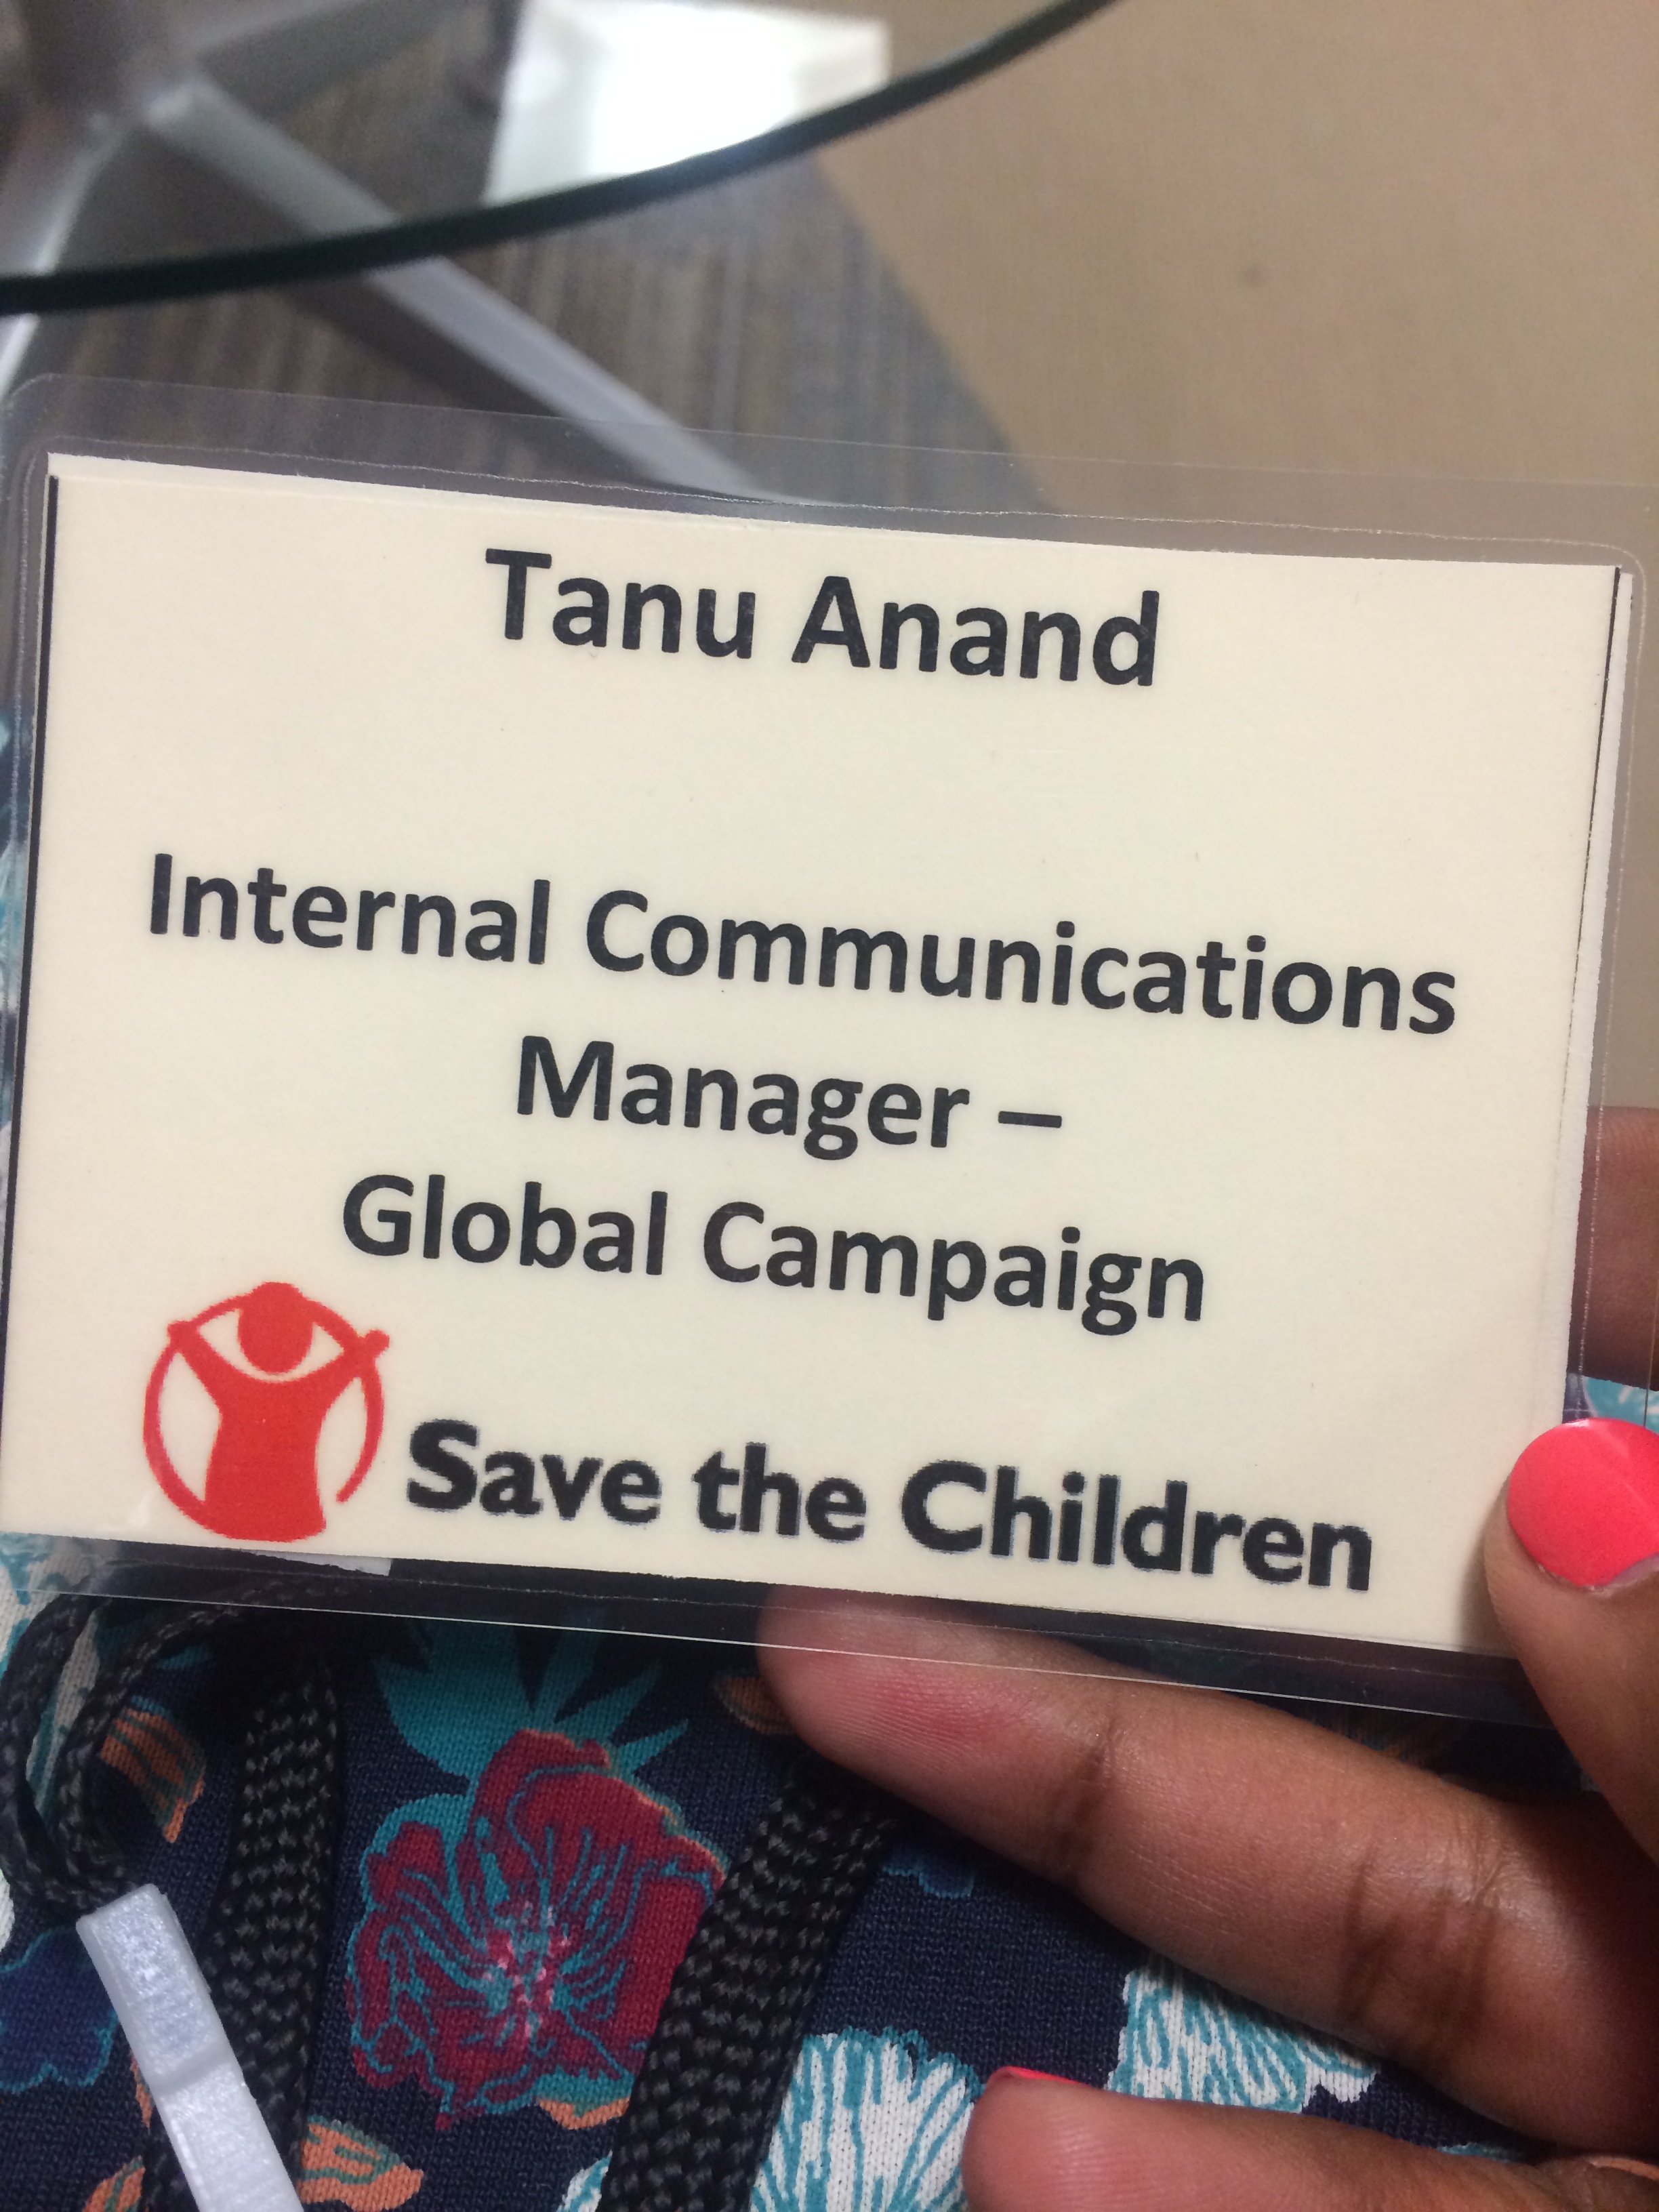 Tanu Anand
Internal Communications
Manager –
Global Campaign
Save the Children